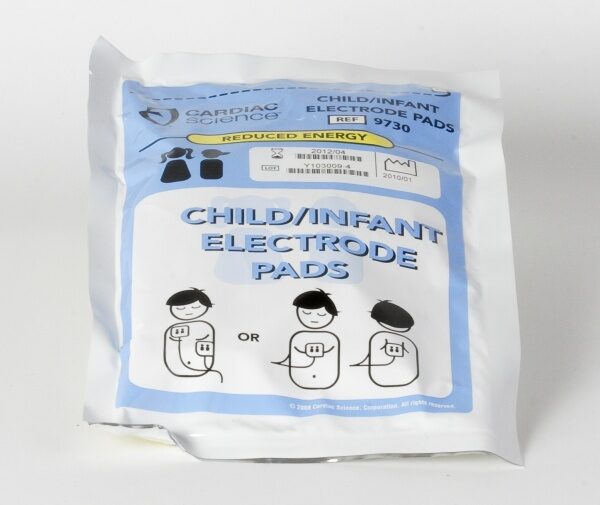 CARDIAC
science
CHILD/INFANT
ELECTRODE PADS
REF 9730
REDUCED ENERGY
2012/04
LOT Y103009-4
2010/01
CHILD/INFANT
ELECTRODE
PADS
OR
© 2008 Cardiac Science. Corporation. All rights reserved.